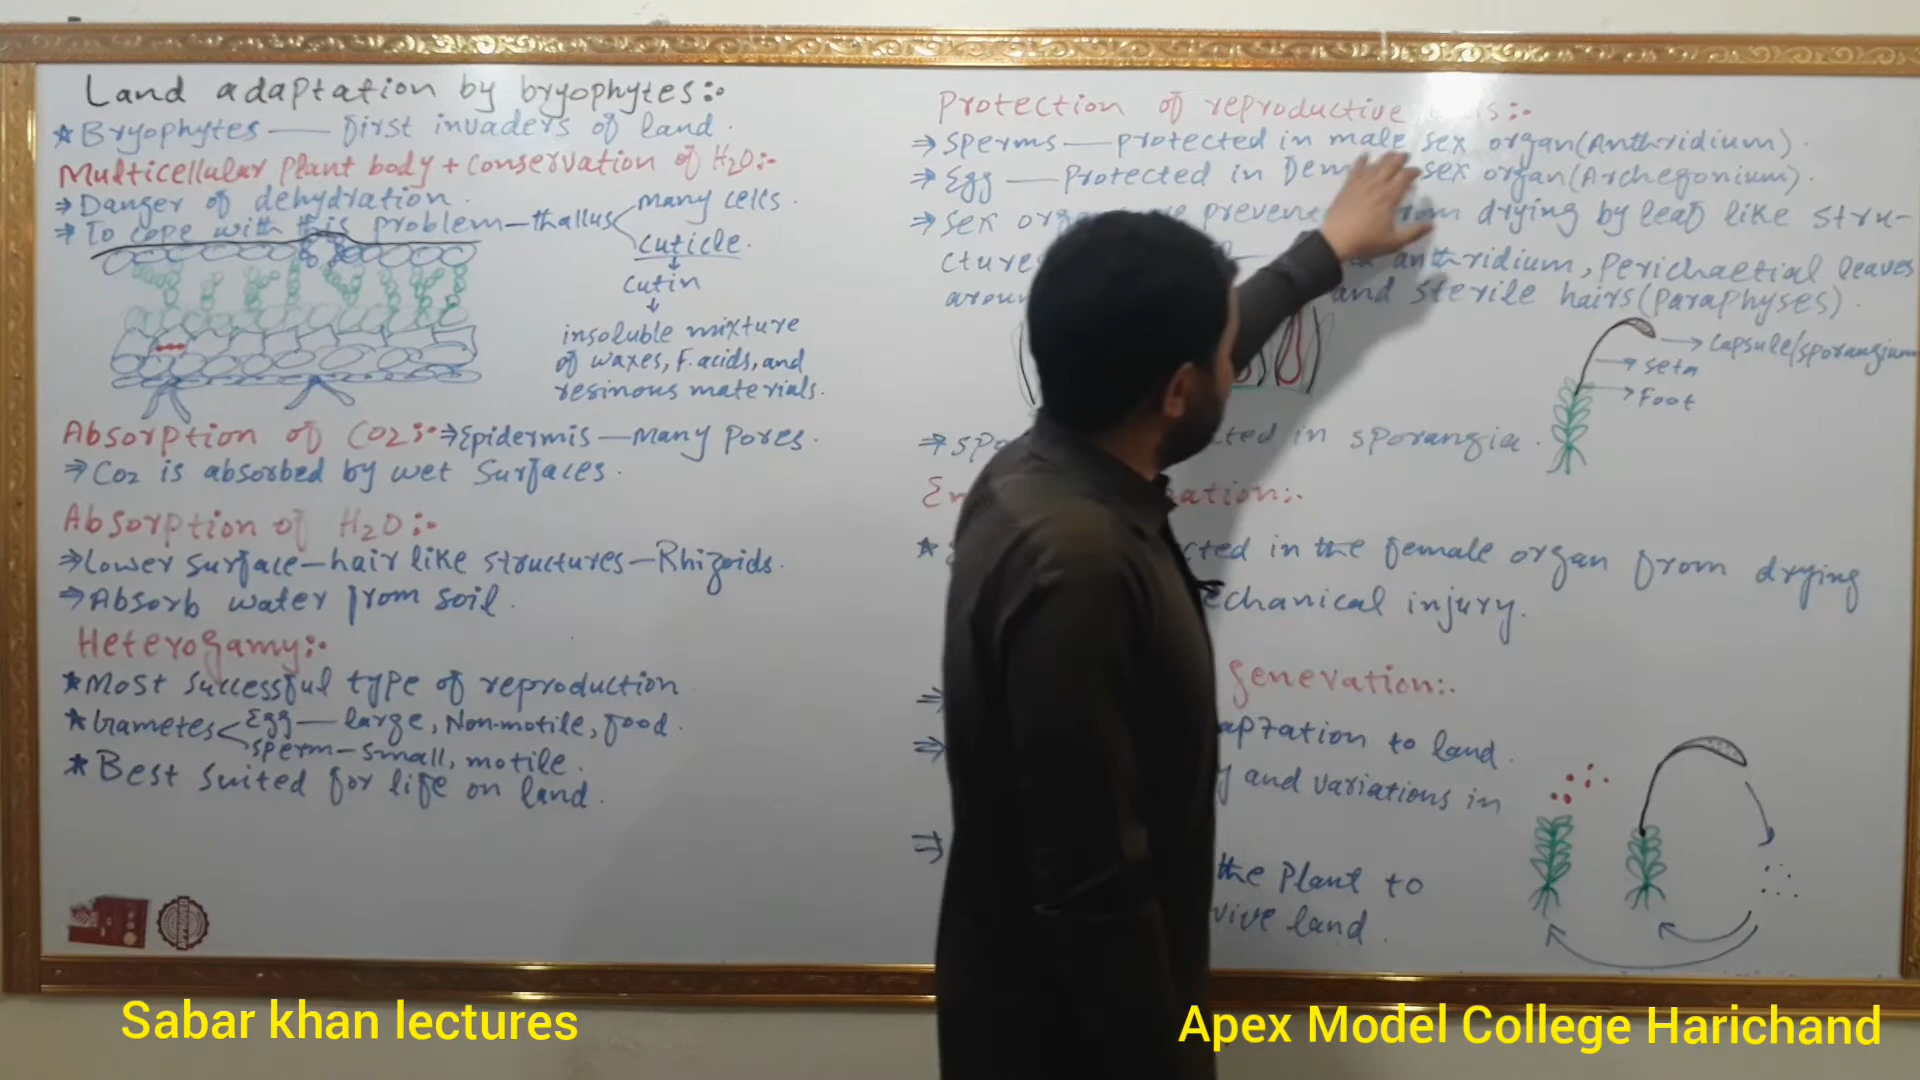 Land adaptation by bryophytes:-
★ Bryophytes — first invaders of land.
Multicellular Plant body + Conservation of H2O:-
⇒ Danger of dehydration.
⇒ To cope with this problem — thallus < many cells.
cuticle.
↓
Cutin
↓
insoluble mixture
of waxes, F.acids, and
resinous materials.
Absorption of CO2:- ⇒ Epidermis — many Pores.
⇒ CO2 is absorbed by wet Surfaces.
Absorption of H2O:-
⇒ Lower Surface — hair like structures — Rhizoids.
⇒ Absorb water from soil.
Heterogamy:-
★ Most Successful type of reproduction
★ Gametes < Egg — large, Non-motile, food.
Sperm — Small, motile.
★ Best Suited for life on land.
APPROVED
Protection of reproductive :-
⇒ Sperms — protected in male sex organ (Anthridium).
⇒ Egg — Protected in sex organ (Archegonium).
⇒ Sex drying by leaf like stru-
cture anthridium, Perichaetial leaves
and sterile hairs (Paraphyses).
→ Capsule/sporangium
→ Seta
→ Foot
⇒ in sporangia.
:-
★ in the female organ from drying
mechanical injury.
Generation:-
⇒
⇒ to land.
and variations in
⇒
the Plant to
land.
Sabar khan lectures
Apex Model College Harichand